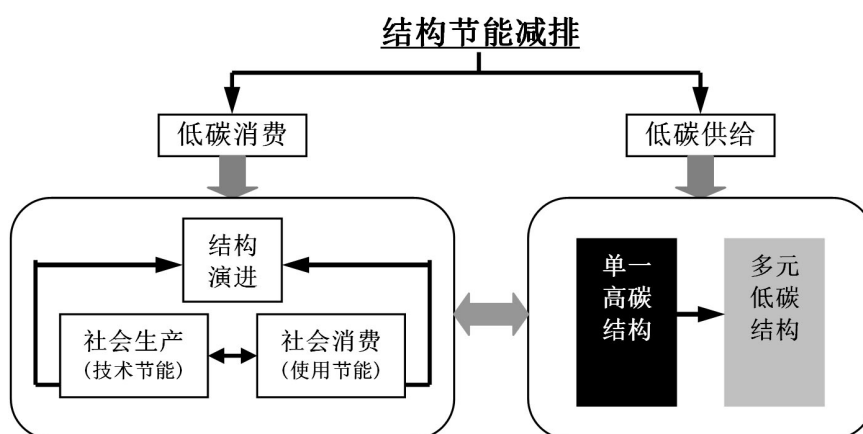 结构节能减排
低碳消费
低碳供给
结构
演进
社会生产
(技术节能)
社会消费
(使用节能)
单一
高碳
结构
多元
低碳
结构